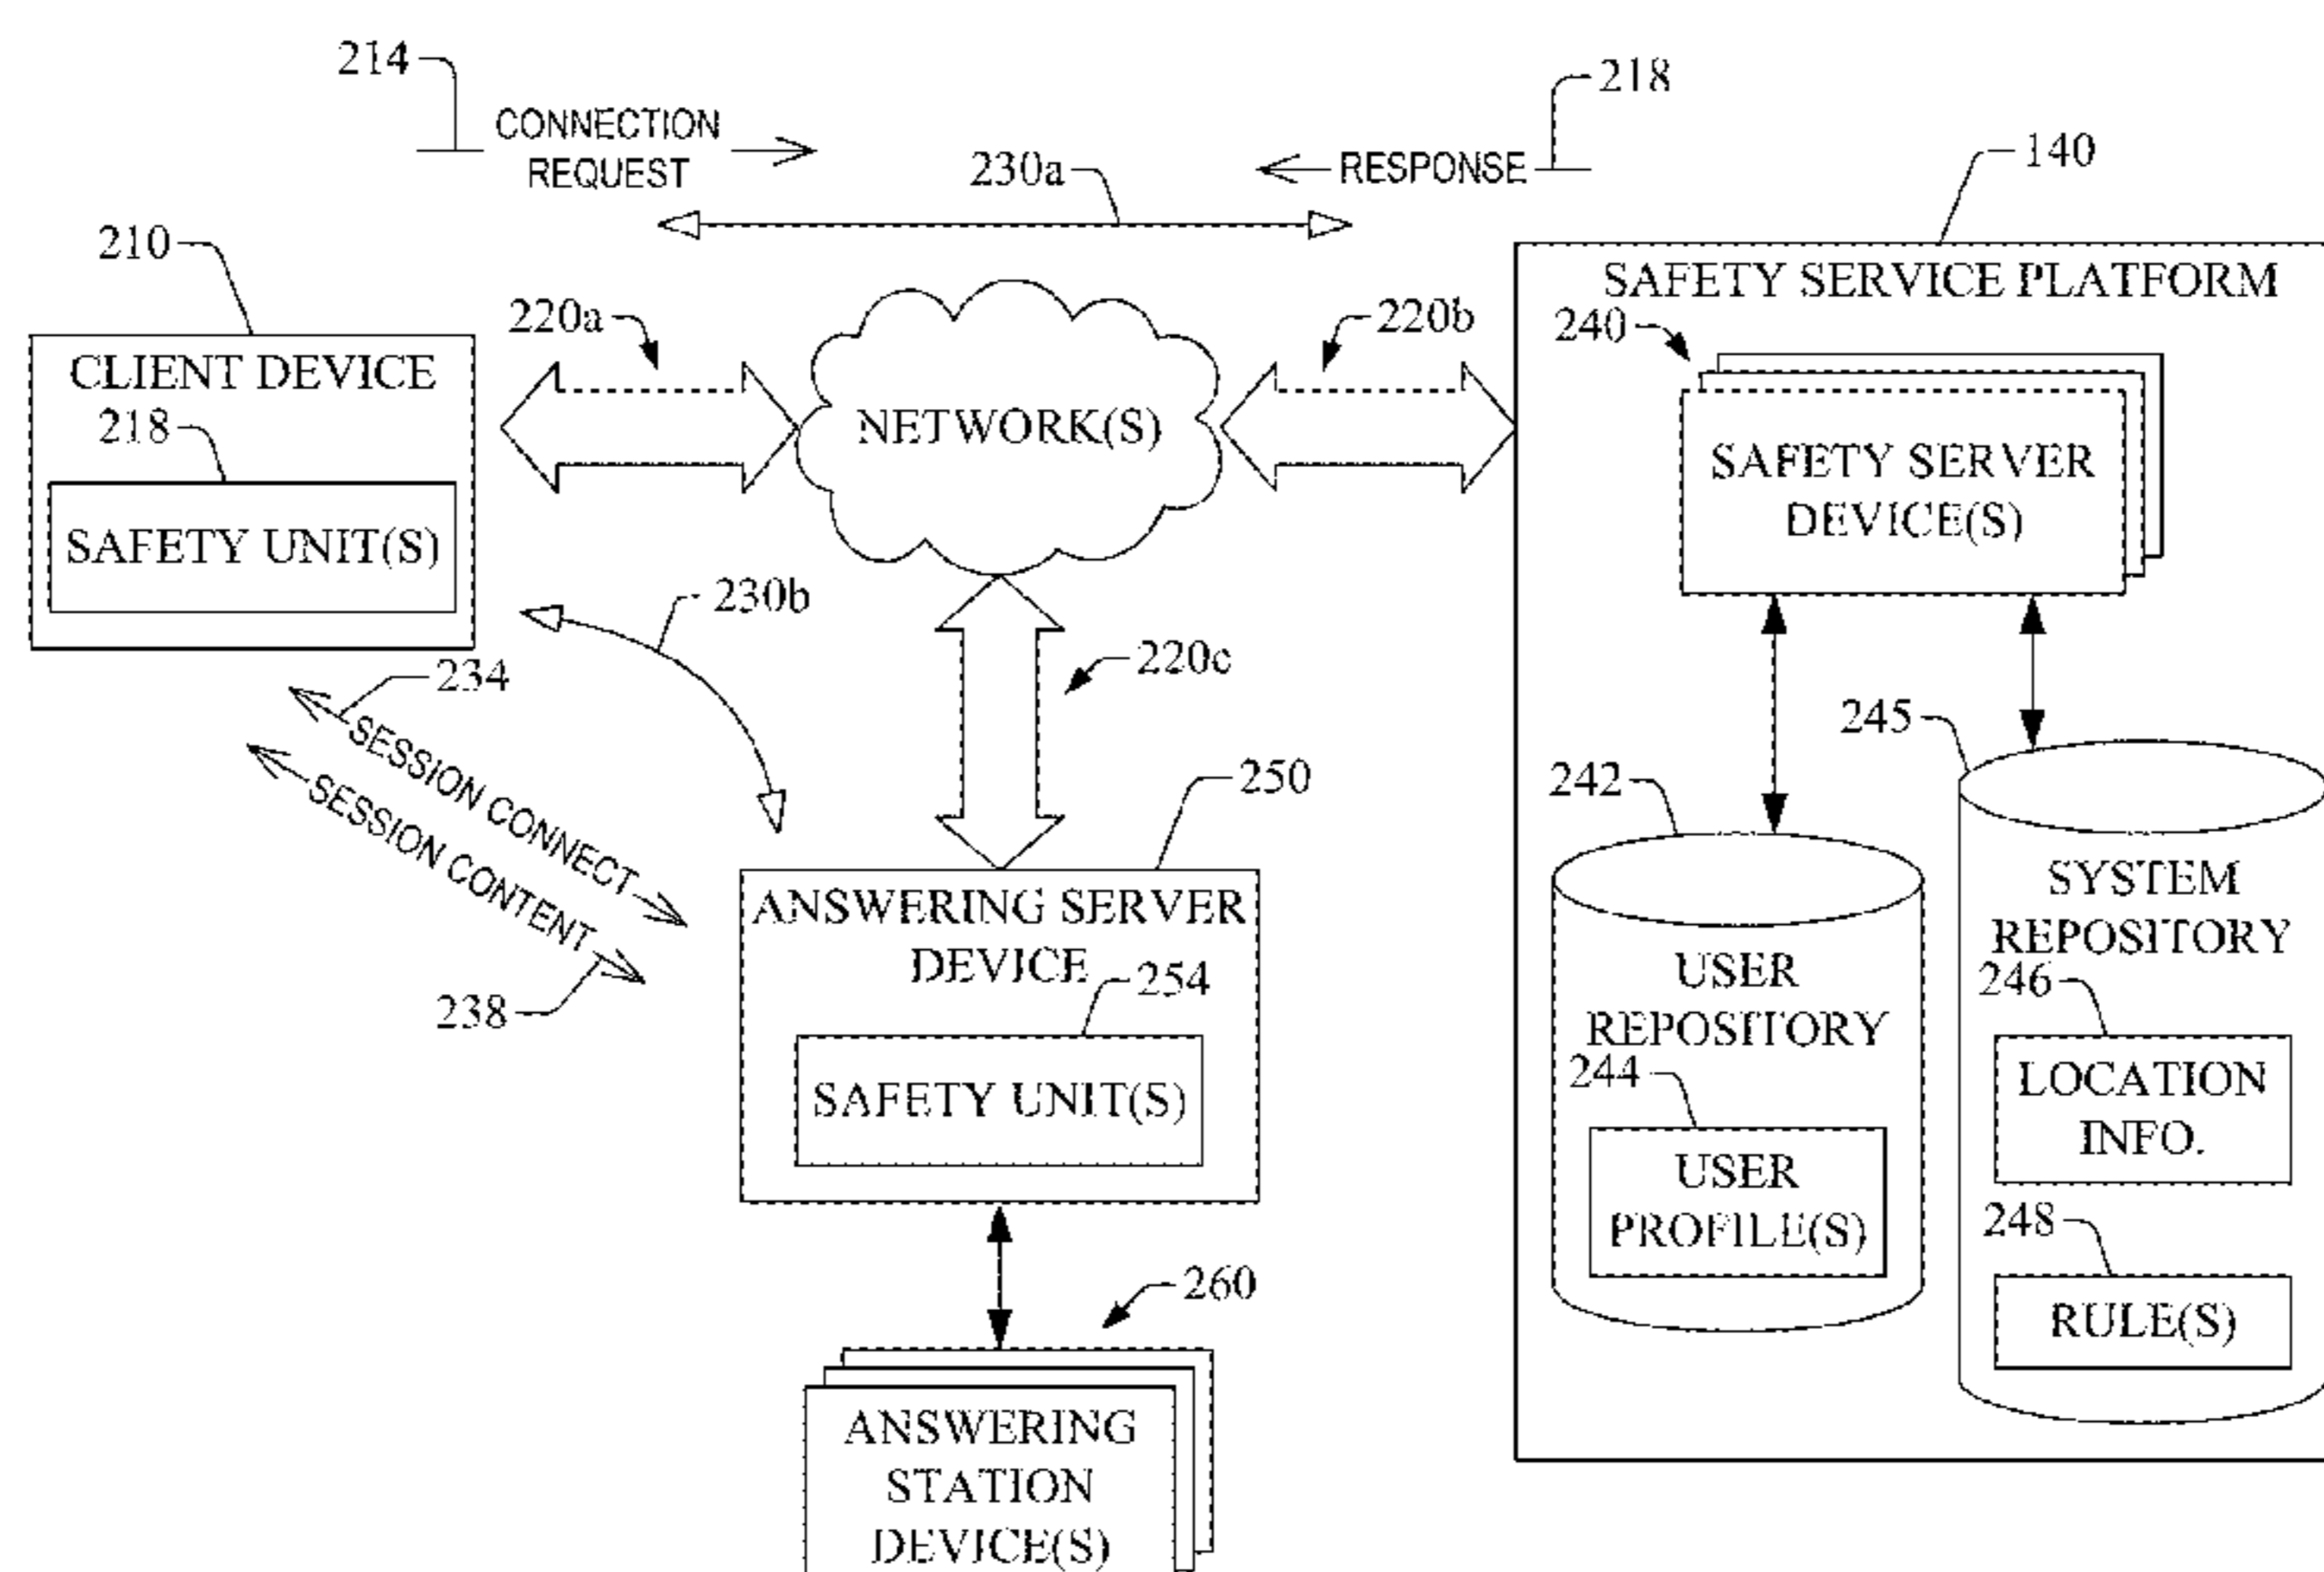 214
CONNECTION
REQUEST
218
RESPONSE
230a
140
210
220a
220b
SAFETY SERVICE PLATFORM
240
CLIENT DEVICE
218
SAFETY UNIT(S)
NETWORK(S)
SAFETY SERVER
DEVICE(S)
230b
220c
234
SESSION CONNECT
SESSION CONTENT
238
245
242
250
ANSWERING SERVER
DEVICE
254
SAFETY UNIT(S)
USER
REPOSITORY
244
USER
PROFILE(S)
SYSTEM
REPOSITORY
246
LOCATION
INFO.
248
RULE(S)
260
ANSWERING
STATION
DEVICE(S)